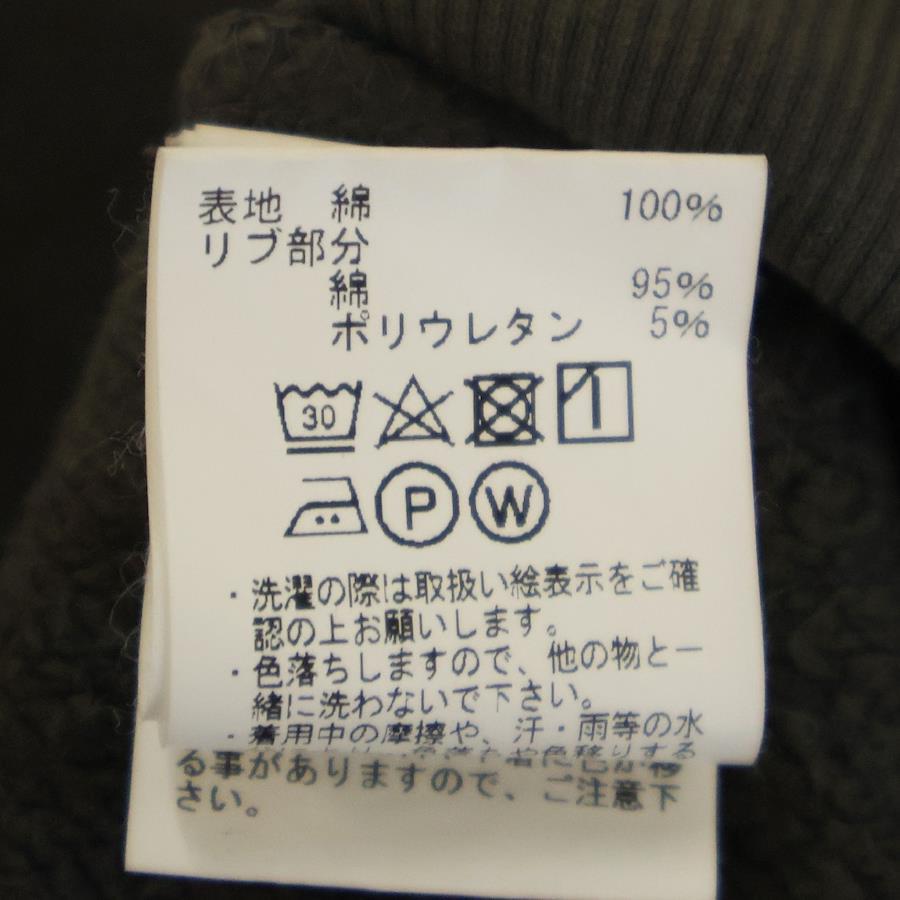 表地 綿 100%
リブ部分
綿 95%
ポリウレタン 5%
30
P W
・洗濯の際は取扱い絵表示をご確
認の上お願いします。
・色落ちしますので、他の物と一
緒に洗わないで下さい。
・着用中の摩擦や、汗・雨等の水
る事がありますので、ご注意下
さい。